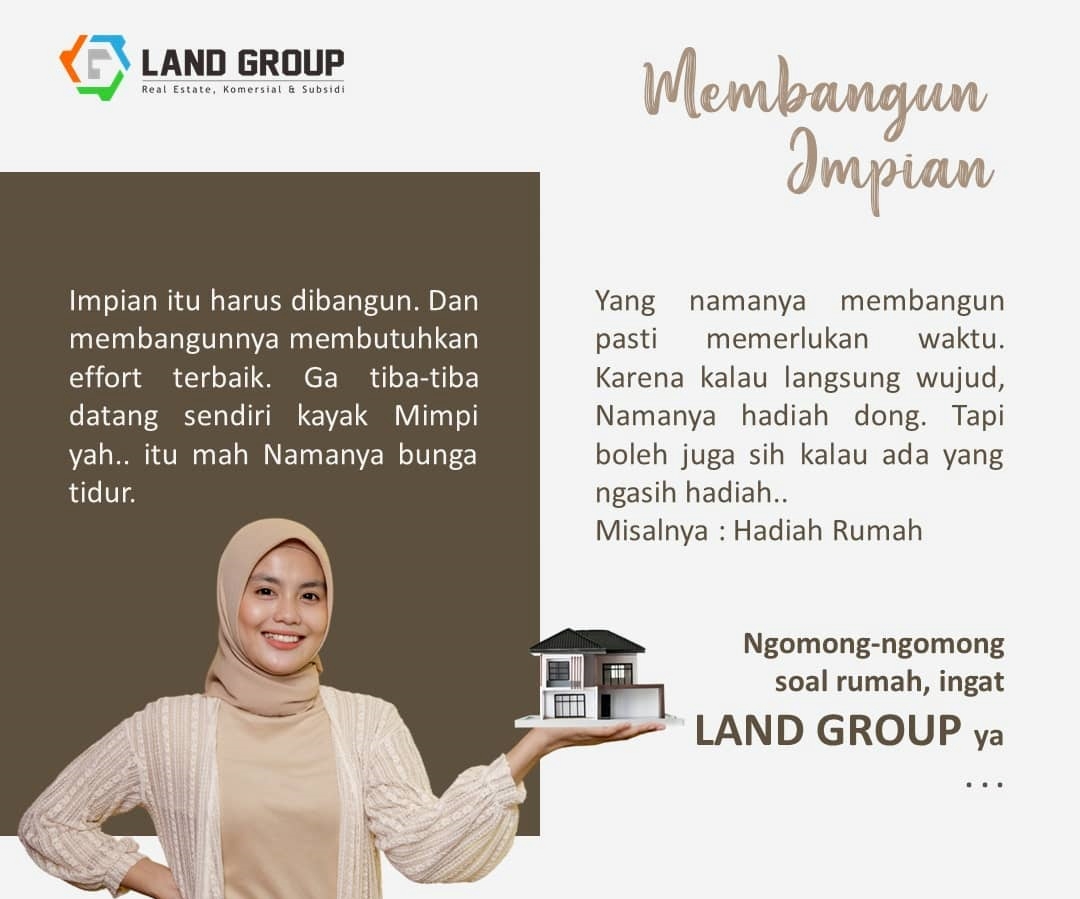 LAND GROUP
Real Estate, Komersial & Subsidi
Membangun
Impian
Impian itu harus dibangun. Dan
membangunnya membutuhkan
effort terbaik. Ga tiba-tiba
datang sendiri kayak Mimpi
yah.. itu mah Namanya bunga
tidur.
Yang namanya membangun
pasti memerlukan waktu.
Karena kalau langsung wujud,
Namanya hadiah dong. Tapi
boleh juga sih kalau ada yang
ngasih hadiah..
Misalnya : Hadiah Rumah
Ngomong-ngomong
soal rumah, ingat
LAND GROUP ya
. . .